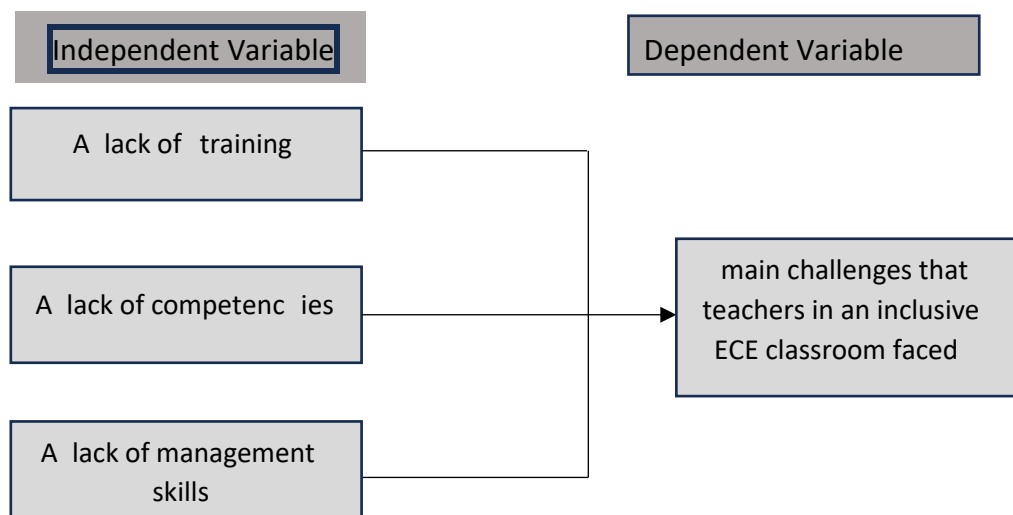 Independent Variable
Dependent Variable
A lack of training
A lack of competenc ies
A lack of management
skills
main challenges that
teachers in an inclusive
ECE classroom faced